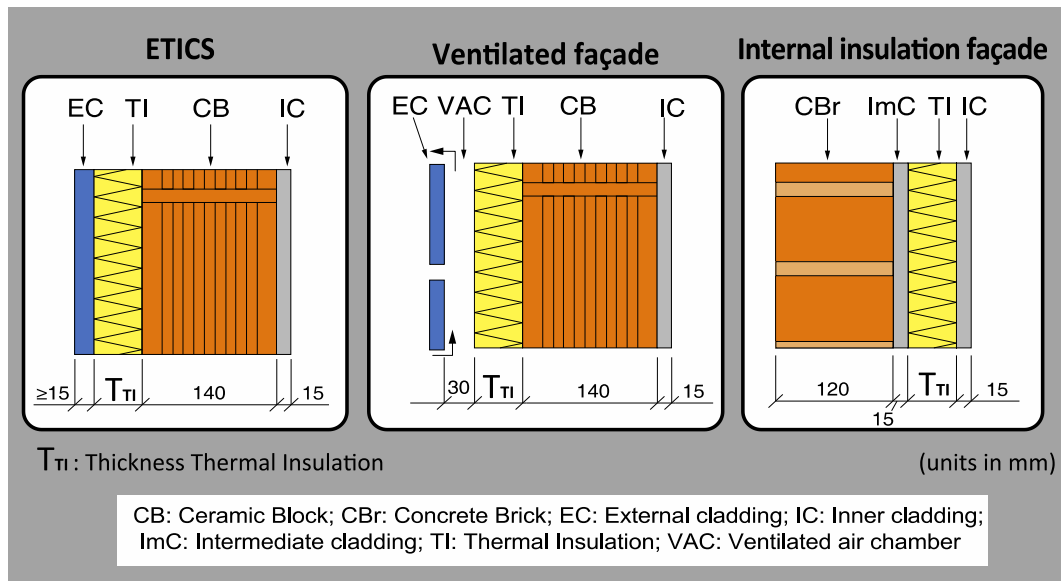 ETICS
Ventilated façade
Internal insulation façade
EC TI CB IC
EC VAC TI CB IC
CBr ImC TI IC
≥15 TTI 140 15
30 TTI 140 15
120 15 TTI 15
TTI : Thickness Thermal Insulation
(units in mm)
CB: Ceramic Block; CBr: Concrete Brick; EC: External cladding; IC: Inner cladding;
ImC: Intermediate cladding; TI: Thermal Insulation; VAC: Ventilated air chamber